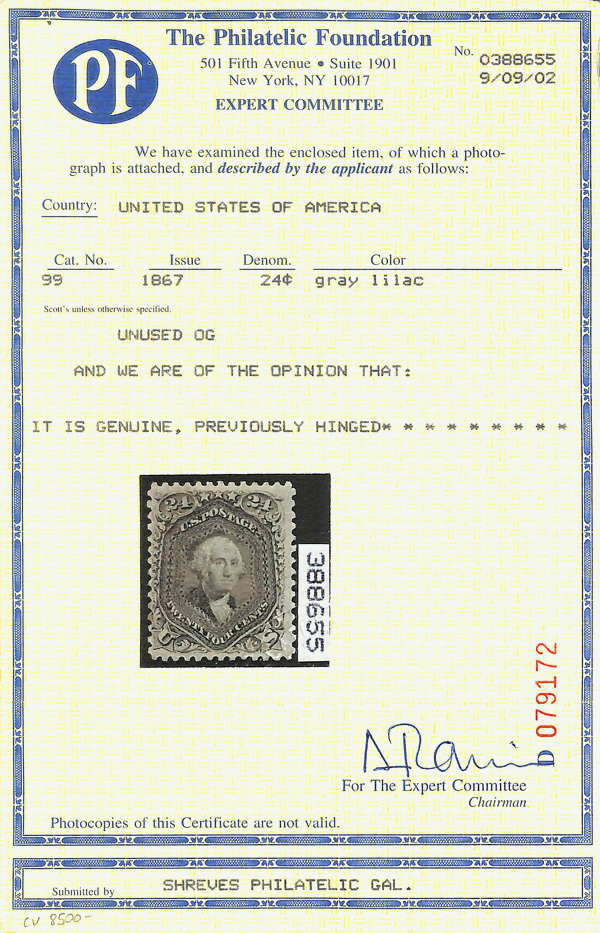 PF
The Philatelic Foundation
501 Fifth Avenue • Suite 1901
New York, NY 10017
EXPERT COMMITTEE
No. 0388655
9/09/02
We have examined the enclosed item, of which a photo-
graph is attached, and described by the applicant as follows:
Country: UNITED STATES OF AMERICA
Cat. No. Issue Denom. Color
99 1867 24¢ gray lilac
Scott's unless otherwise specified.
UNUSED OG
AND WE ARE OF THE OPINION THAT:
IT IS GENUINE, PREVIOUSLY HINGED* * * * * * * * *
24 24
U.S. POSTAGE
TWENTY FOUR CENTS
U S
388655
D 079172
For The Expert Committee
Chairman
Photocopies of this Certificate are not valid.
Submitted by SHREVES PHILATELIC GAL.
CV 8500-